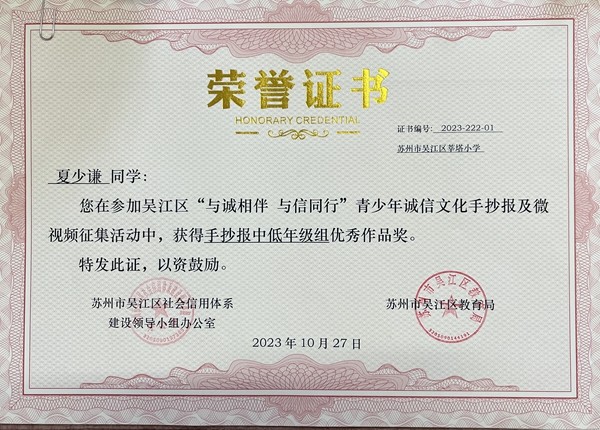 荣誉证书
HONORARY CREDENTIAL
证书编号: 2023-222-01
苏州市吴江区莘塔小学
夏少谦 同学:
您在参加吴江区“与诚相伴 与信同行”青少年诚信文化手抄报及微
视频征集活动中，获得手抄报中低年级组优秀作品奖。
特发此证，以资鼓励。
苏州市吴江区社会信用体系
建设领导小组办公室
苏州市吴江区教育局
2023 年 10 月 27 日